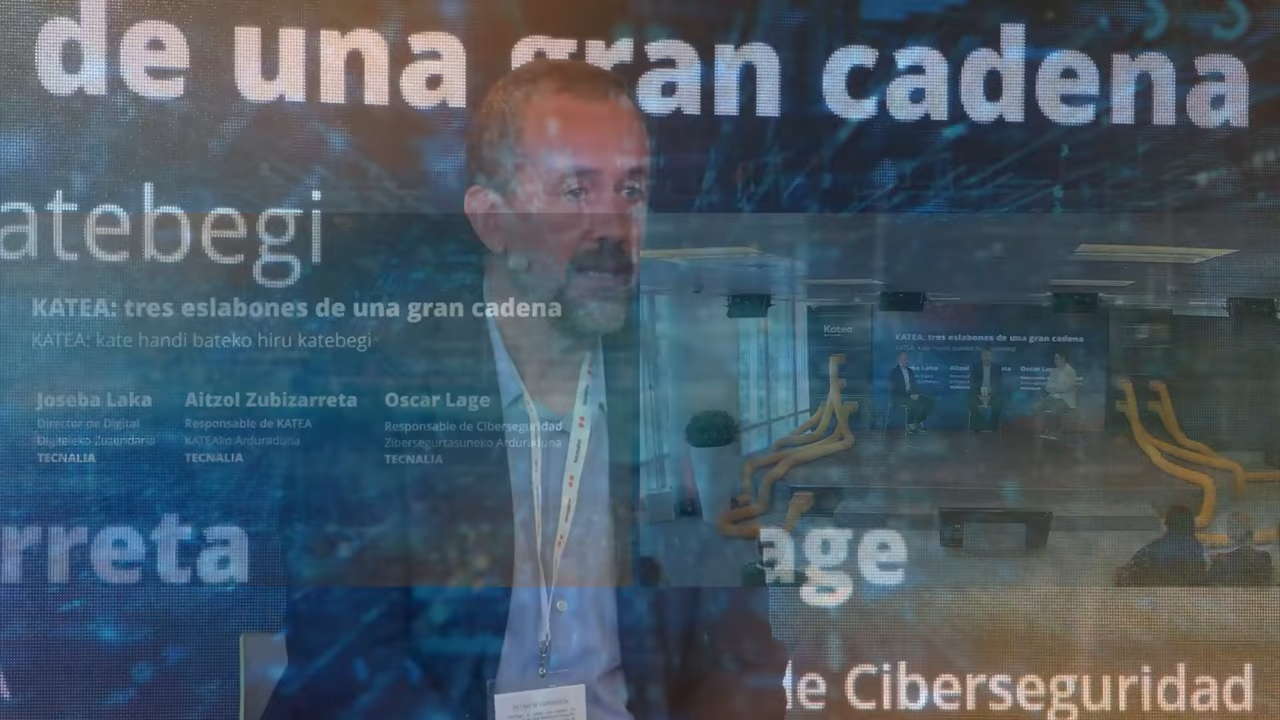 de una gran cadena
atebegi
KATEA: tres eslabones de una gran cadena
KATEA: kate handi bateko hiru katebegi
Joseba Laka
Director de Digital
Digitaleko Zuzendaria
TECNALIA
Aitzol Zubizarreta
Responsable de KATEA
KATEAko Arduraduna
TECNALIA
Oscar Lage
Responsable de Ciberseguridad
Zibersegurtasuneko Arduraduna
TECNALIA
Katea
KATEA: tres eslabones de una gran cadena
rreta
age
de Ciberseguridad